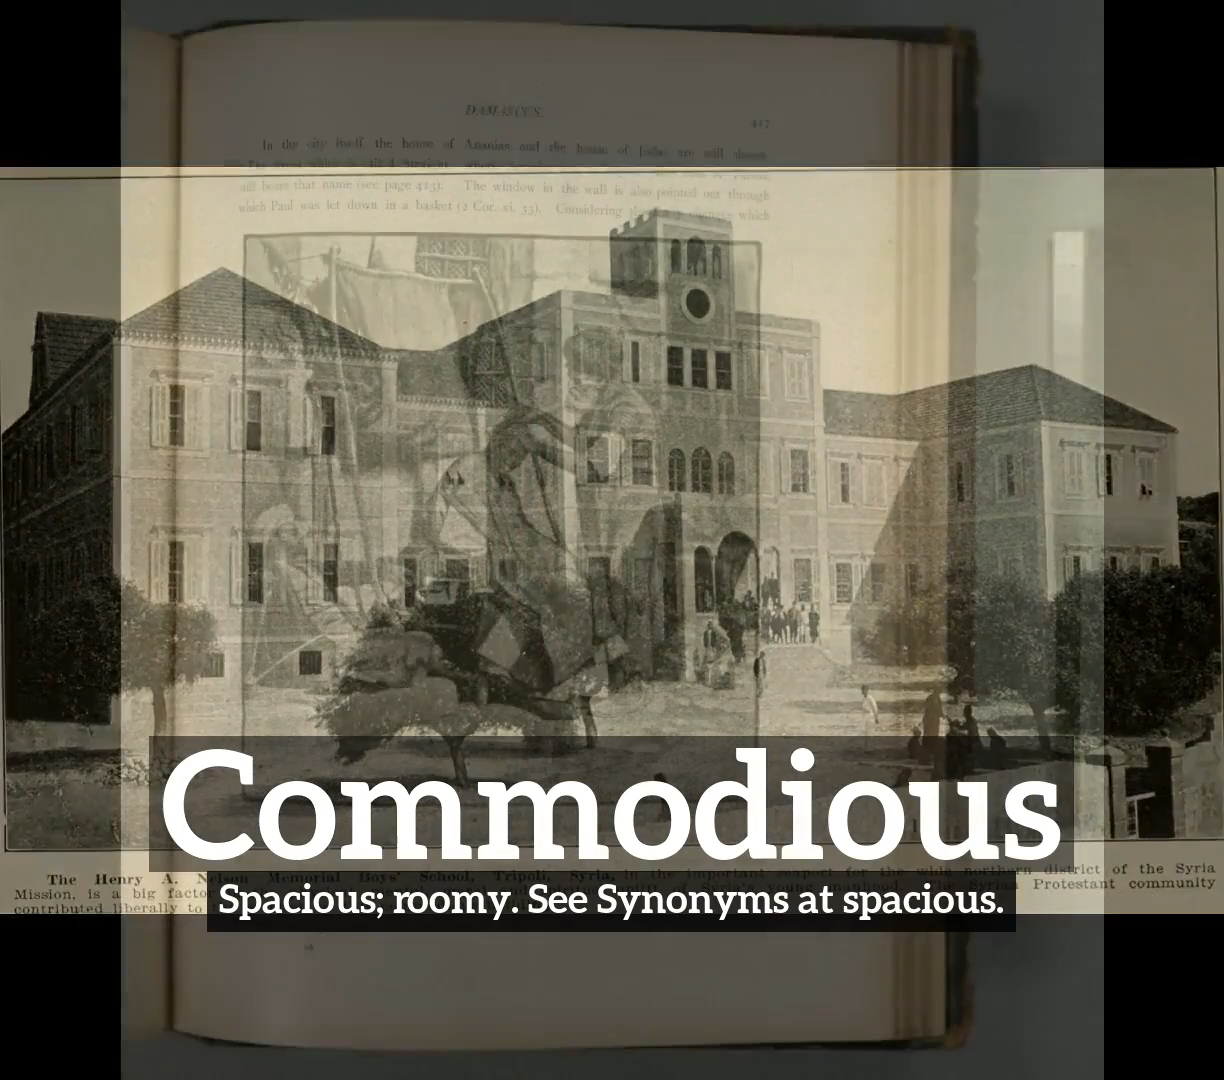 DAMASCUS.
417
In the city itself the house of Ananias and the house of Judas are still shown.
still bears that name (see page 413). The window in the wall is also pointed out through
which Paul was let down in a basket (2 Cor. xi. 33). Considering which
Commodious
The Henry A. Nelson Memorial Boys' School, Tripoli, Syria, in the important seaport for the wide northern district of the Syria
Mission, is a big factor Syrian Protestant community
contributed liberally to
Spacious; roomy. See Synonyms at spacious.